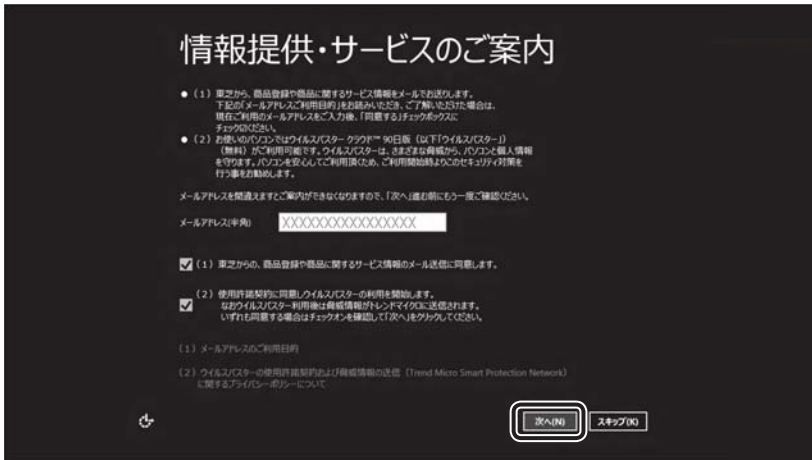 情報提供・サービスのご案内
● (1) 東芝から、商品登録や商品に関するサービス情報をメールでお送りします。
下記の「メールアドレスご利用目的」をお読みいただき、ご了解いただけた場合は、
現在ご利用のメールアドレスをご入力後、「同意する」チェックボックスに
チェックください。
● (2) お使いのパソコンではウイルスバスター クラウド™ 90日版 (以下「ウイルスバスター」)
(無料) がご利用可能です。ウイルスバスターは、さまざまな脅威から、パソコンと個人情報
を守ります。パソコンを安心してご利用頂くため、ご利用開始時よりこのセキュリティ対策を
行う事をお勧めします。
メールアドレスを間違えますとご案内ができなくなりますので、「次へ」進む前にもう一度ご確認ください。
メールアドレス(半角) XXXXXXXXXXXXXXXX
(1) 東芝からの、商品登録や商品に関するサービス情報のメール送信に同意します。
(2) 使用許諾契約に同意しウイルスバスターの利用を開始します。
なおウイルスバスター利用後は脅威情報がトレンドマイクロに送信されます。
いずれも同意する場合はチェックオンを確認して「次へ」をクリックしてください。
(1) メールアドレスのご利用目的
(2) ウイルスバスターの使用許諾契約および脅威情報の送信 (Trend Micro Smart Protection Network)
に関するプライバシーポリシーについて
次へ(N) スキップ(K)